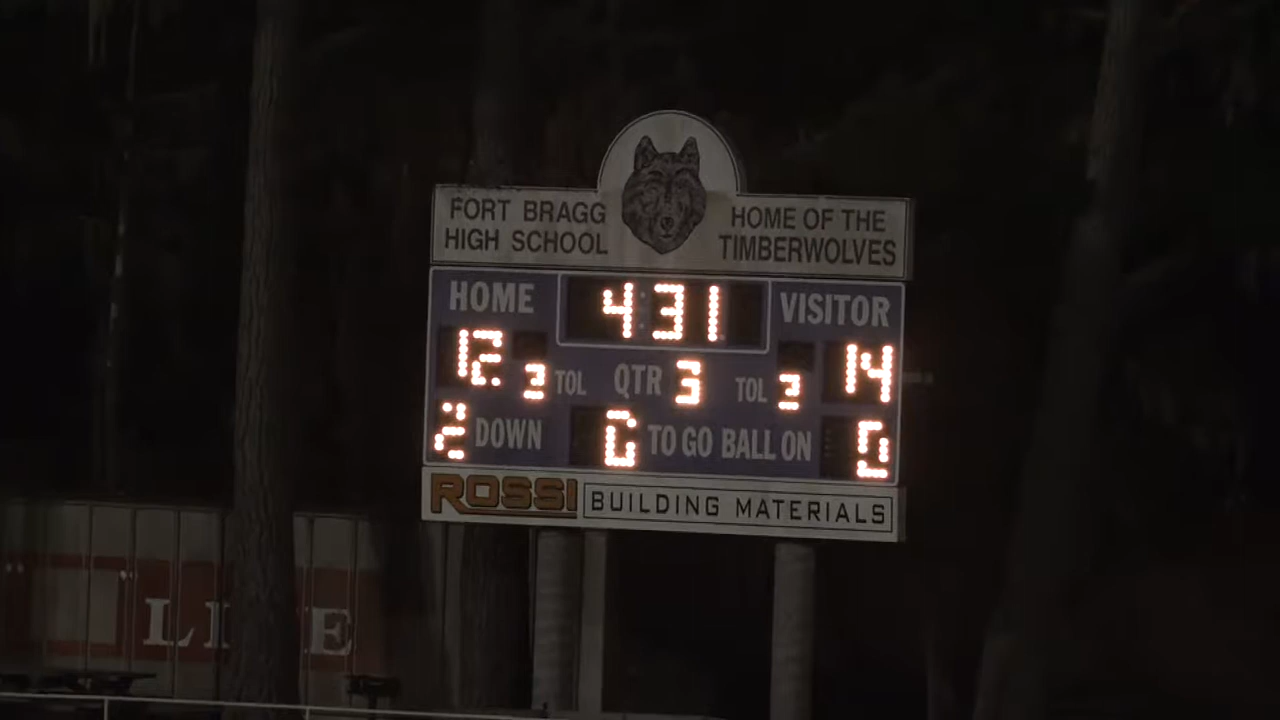 FORT BRAGG
HIGH SCHOOL
HOME OF THE
TIMBERWOLVES
HOME 4:31 VISITOR
12 3 TOL QTR 3 TOL 3 14
2 DOWN 0 TO GO BALL ON 0
ROSSI BUILDING MATERIALS